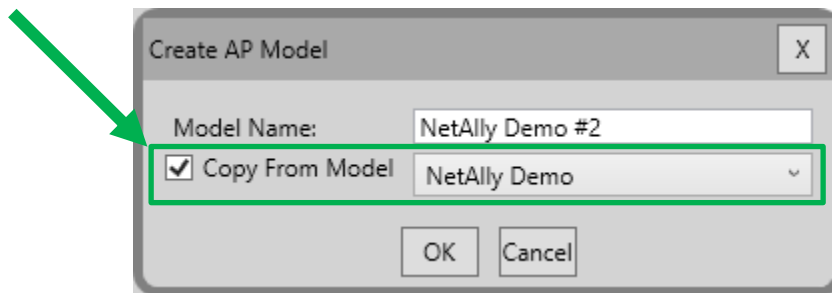 Create AP Model X
Model Name: NetAlly Demo #2
Copy From Model NetAlly Demo
OK Cancel